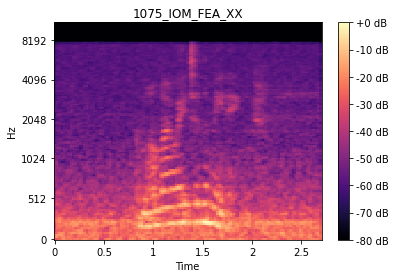 1075_IOM_FEA_XX
8192
4096
2048
1024
512
0
Hz
0
0.5
1
1.5
2
2.5
Time
+0 dB
-10 dB
-20 dB
-30 dB
-40 dB
-50 dB
-60 dB
-70 dB
-80 dB